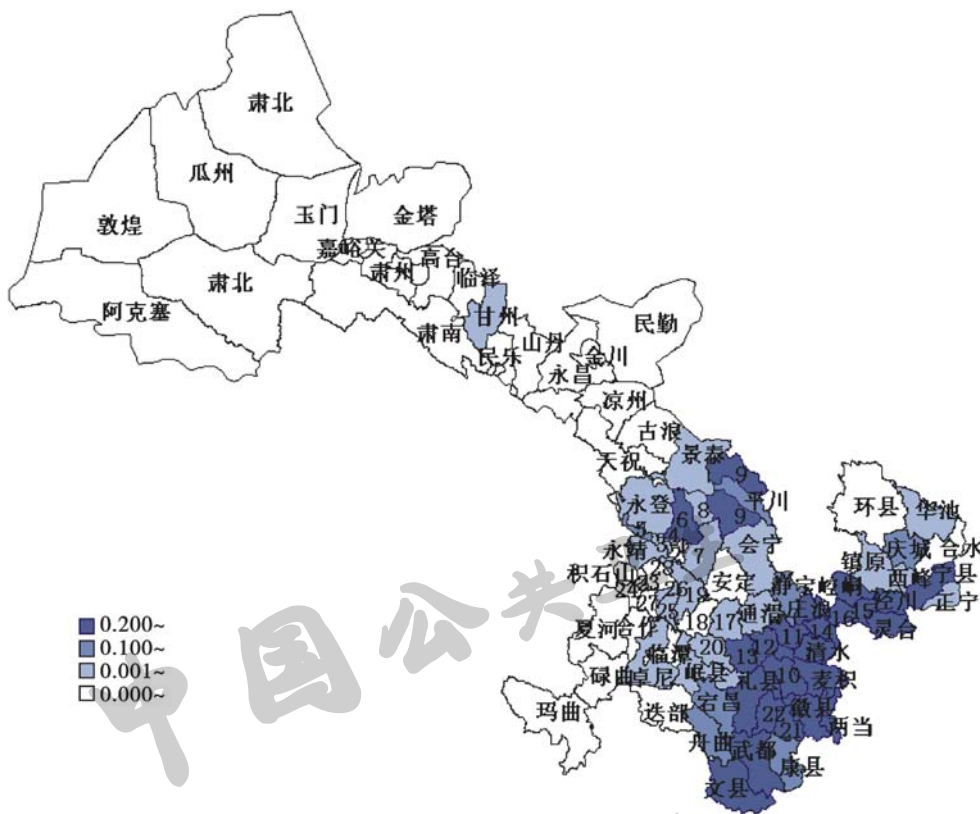 肃北
瓜州
敦煌
玉门
金塔
嘉峪关
肃州
高台
临泽
肃北
阿克塞
甘州
肃南
山丹
民乐
民勤
金川
永昌
凉州
古浪
天祝
景泰
9
永登
6
8
9
平川
5
4
7
会宁
永靖
环县
华池
庆城
合水
镇原
西峰
宁县
正宁
积石山
23
24
27
26
25
19
安定
静宁
崆峒
泾川
15
16
灵台
夏河
合作
18
17
通渭
庄浪
11
14
临潭
20
13
12
清水
碌曲
卓尼
岷县
礼县
10
麦积
玛曲
迭部
宕昌
22
徽县
21
两当
舟曲
武都
康县
文县
0.200~
0.100~
0.001~
0.000~
中国公共